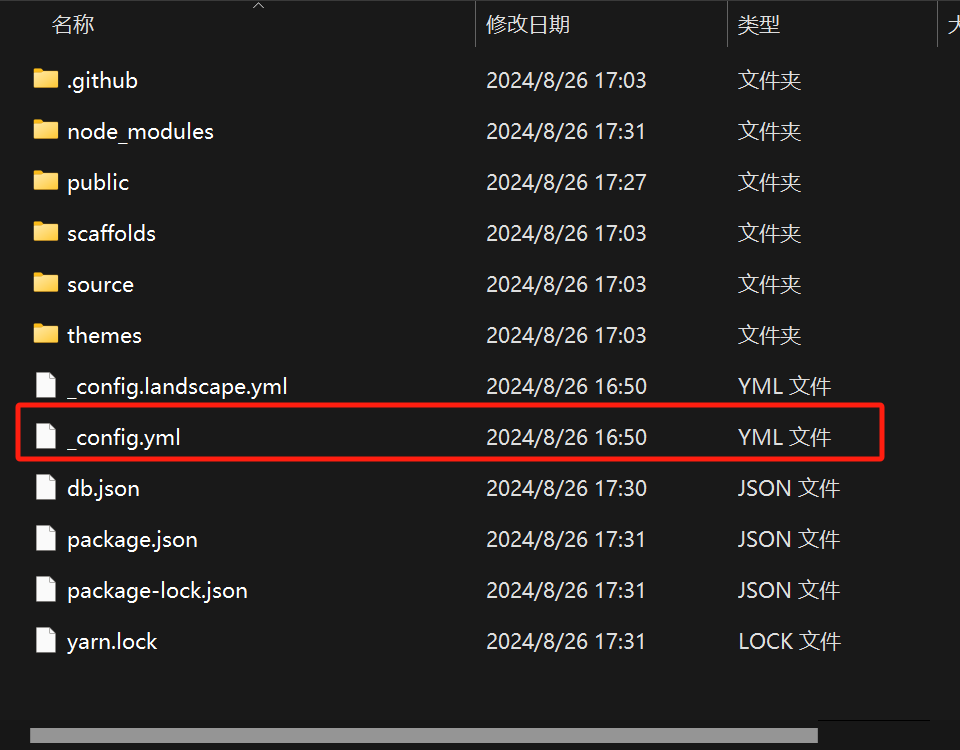 名称 修改日期 类型
.github 2024/8/26 17:03 文件夹
node_modules 2024/8/26 17:31 文件夹
public 2024/8/26 17:27 文件夹
scaffolds 2024/8/26 17:03 文件夹
source 2024/8/26 17:03 文件夹
themes 2024/8/26 17:03 文件夹
_config.landscape.yml 2024/8/26 16:50 YML 文件
_config.yml 2024/8/26 16:50 YML 文件
db.json 2024/8/26 17:30 JSON 文件
package.json 2024/8/26 17:31 JSON 文件
package-lock.json 2024/8/26 17:31 JSON 文件
yarn.lock 2024/8/26 17:31 LOCK 文件